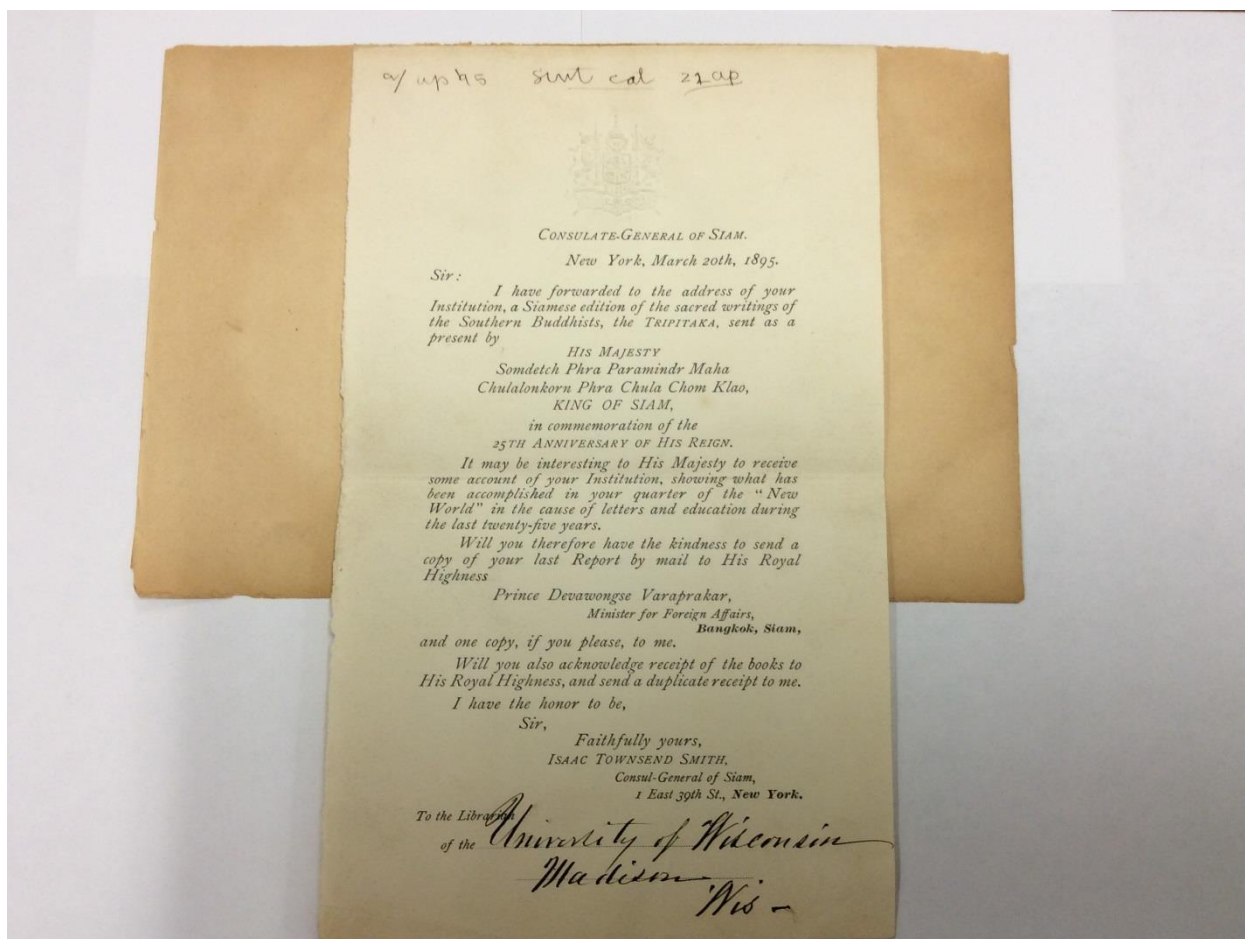 9/ ap 95 sent cal 22 ap
CONSULATE-GENERAL OF SIAM.
New York, March 20th, 1895.
Sir:
I have forwarded to the address of your
Institution, a Siamese edition of the sacred writings of
the Southern Buddhists, the TRIPITAKA, sent as a
present by
HIS MAJESTY
Somdetch Phra Paramindr Maha
Chulalonkorn Phra Chula Chom Klao,
KING OF SIAM,
in commemoration of the
25TH ANNIVERSARY OF HIS REIGN.
It may be interesting to His Majesty to receive
some account of your Institution, showing what has
been accomplished in your quarter of the "New
World" in the cause of letters and education during
the last twenty-five years.
Will you therefore have the kindness to send a
copy of your last Report by mail to His Royal
Highness
Prince Devawongse Varaprakar,
Minister for Foreign Affairs,
Bangkok, Siam,
and one copy, if you please, to me.
Will you also acknowledge receipt of the books to
His Royal Highness, and send a duplicate receipt to me.
I have the honor to be,
Sir,
Faithfully yours,
ISAAC TOWNSEND SMITH,
Consul-General of Siam,
1 East 39th St., New York.
To the Librarian
of the University of Wisconsin
Madison
Wis -